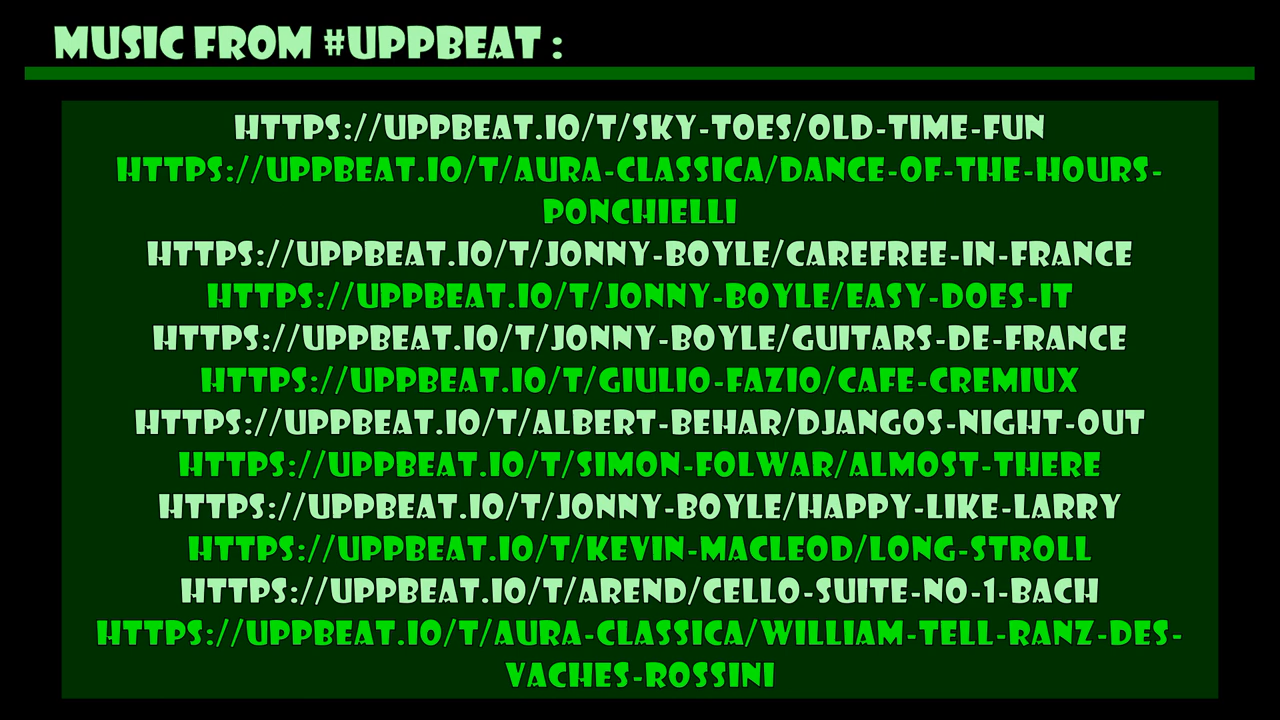 MUSIC FROM #UPPBEAT :
HTTPS://UPPBEAT.IO/T/SKY-TOES/OLD-TIME-FUN
HTTPS://UPPBEAT.IO/T/AURA-CLASSICA/DANCE-OF-THE-HOURS-
PONCHIELLI
HTTPS://UPPBEAT.IO/T/JONNY-BOYLE/CAREFREE-IN-FRANCE
HTTPS://UPPBEAT.IO/T/JONNY-BOYLE/EASY-DOES-IT
HTTPS://UPPBEAT.IO/T/JONNY-BOYLE/GUITARS-DE-FRANCE
HTTPS://UPPBEAT.IO/T/GIULIO-FAZIO/CAFE-CREMIUX
HTTPS://UPPBEAT.IO/T/ALBERT-BEHAR/DJANGOS-NIGHT-OUT
HTTPS://UPPBEAT.IO/T/SIMON-FOLWAR/ALMOST-THERE
HTTPS://UPPBEAT.IO/T/JONNY-BOYLE/HAPPY-LIKE-LARRY
HTTPS://UPPBEAT.IO/T/KEVIN-MACLEOD/LONG-STROLL
HTTPS://UPPBEAT.IO/T/AREND/CELLO-SUITE-NO-1-BACH
HTTPS://UPPBEAT.IO/T/AURA-CLASSICA/WILLIAM-TELL-RANZ-DES-
VACHES-ROSSINI